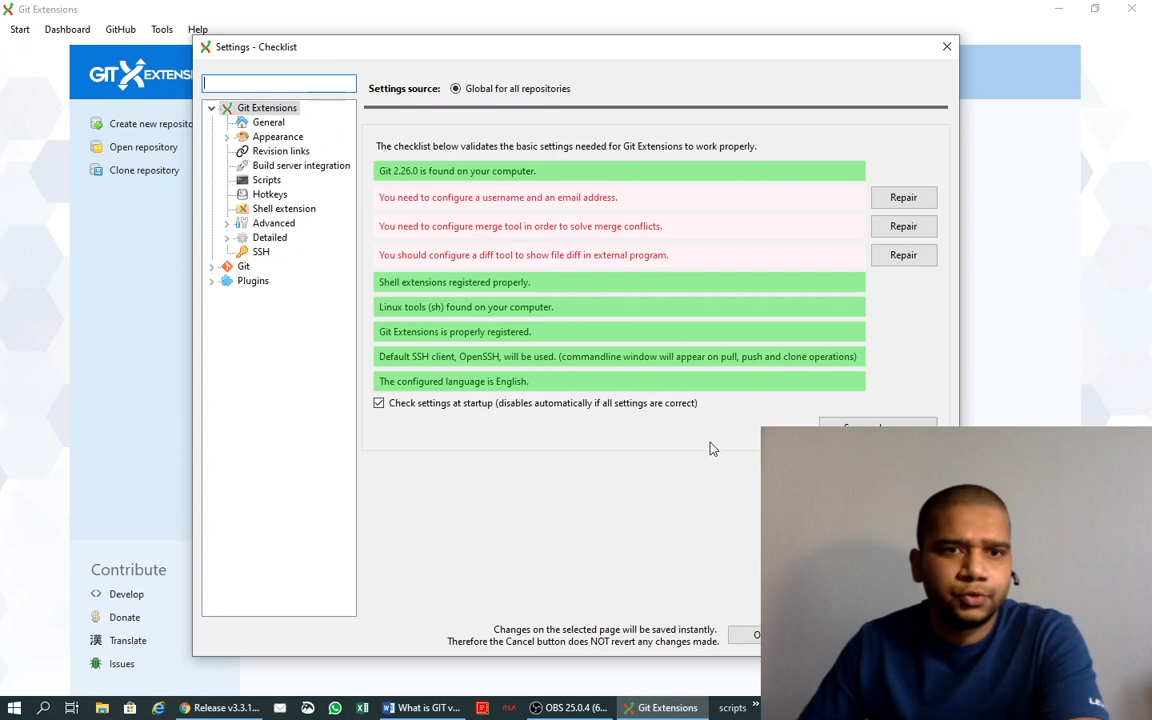 Git Extensions
Start Dashboard GitHub Tools Help
GIT EXTENS
Create new reposito
Open repository
Clone repository
Contribute
Develop
Donate
Translate
Issues
Settings - Checklist
Git Extensions
General
Appearance
Revision links
Build server integration
Scripts
Hotkeys
Shell extension
Advanced
Detailed
SSH
Git
Plugins
Settings source: Global for all repositories
The checklist below validates the basic settings needed for Git Extensions to work properly.
Git 2.26.0 is found on your computer.
You need to configure a username and an email address. Repair
You need to configure merge tool in order to solve merge conflicts. Repair
You should configure a diff tool to show file diff in external program. Repair
Shell extensions registered properly.
Linux tools (sh) found on your computer.
Git Extensions is properly registered.
Default SSH client, OpenSSH, will be used. (commandline window will appear on pull, push and clone operations)
The configured language is English.
Check settings at startup (disables automatically if all settings are correct)
Changes on the selected page will be saved instantly.
Therefore the Cancel button does NOT revert any changes made.
Release v3.3.1... What is GIT v... RSA OBS 25.0.4 (6... Git Extensions scripts »